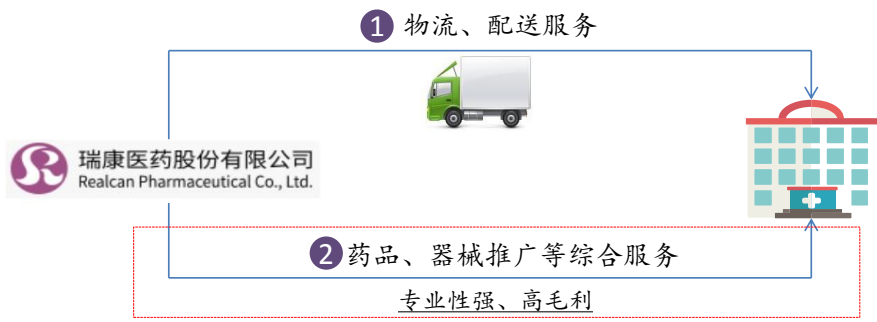 1 物流、配送服务
瑞康医药股份有限公司
Realcan Pharmaceutical Co., Ltd.
2 药品、器械推广等综合服务
专业性强、高毛利